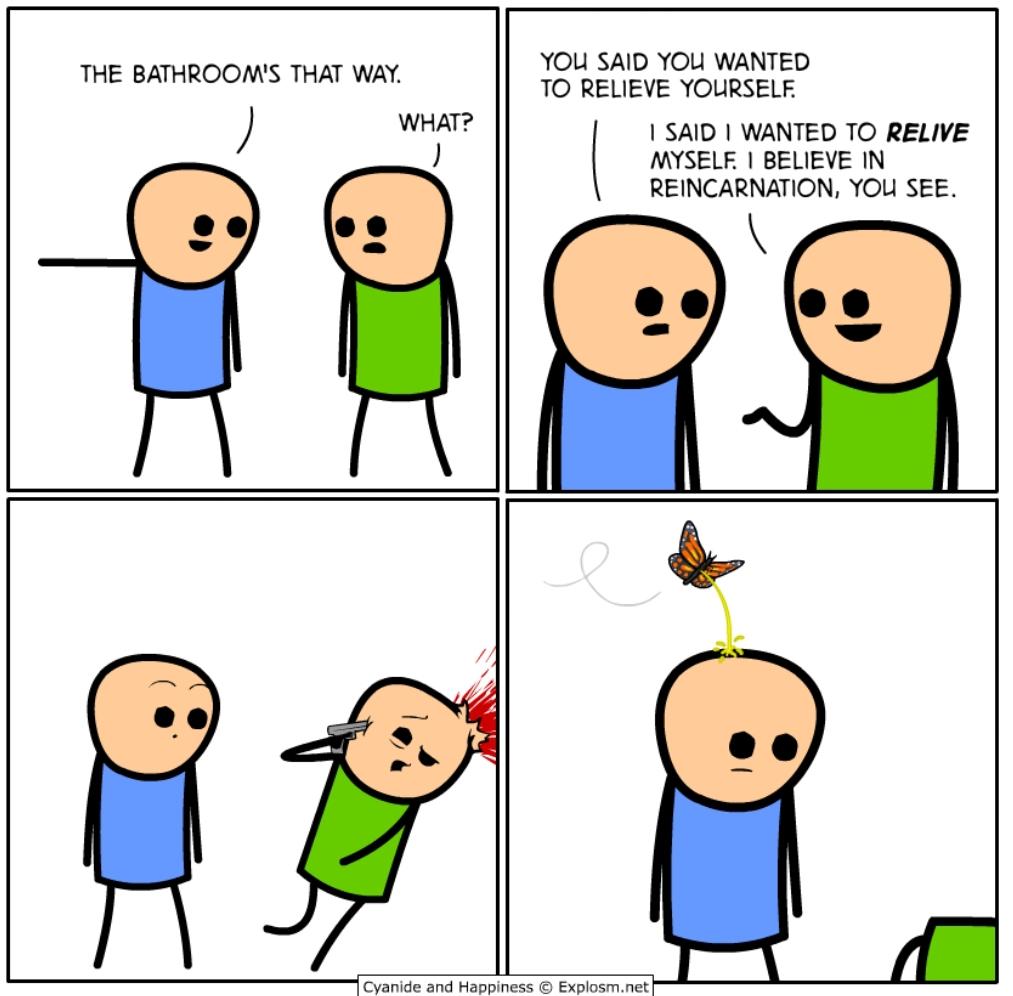 THE BATHROOM'S THAT WAY.
WHAT?
YOU SAID YOU WANTED
TO RELIEVE YOURSELF.
I SAID I WANTED TO RELIVE
MYSELF. I BELIEVE IN
REINCARNATION, YOU SEE.
Cyanide and Happiness © Explosm.net